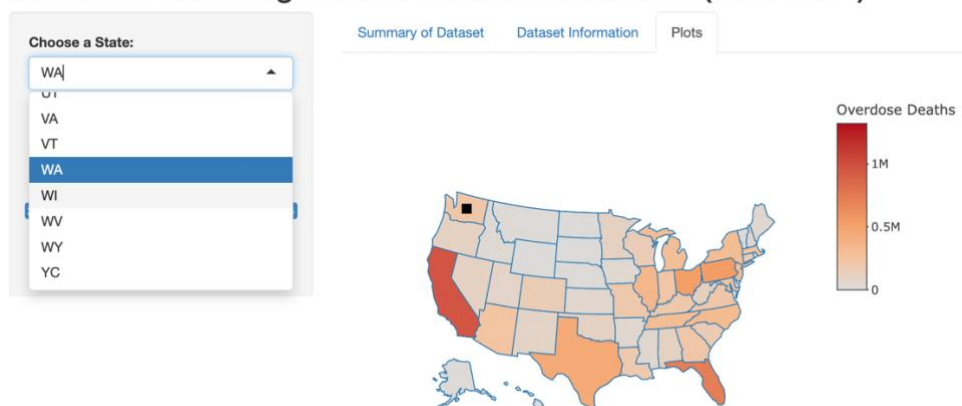 Choose a State:
WA
UT
VA
VT
WA
WI
WV
WY
YC
Summary of Dataset Dataset Information Plots
Overdose Deaths
1M
0.5M
0